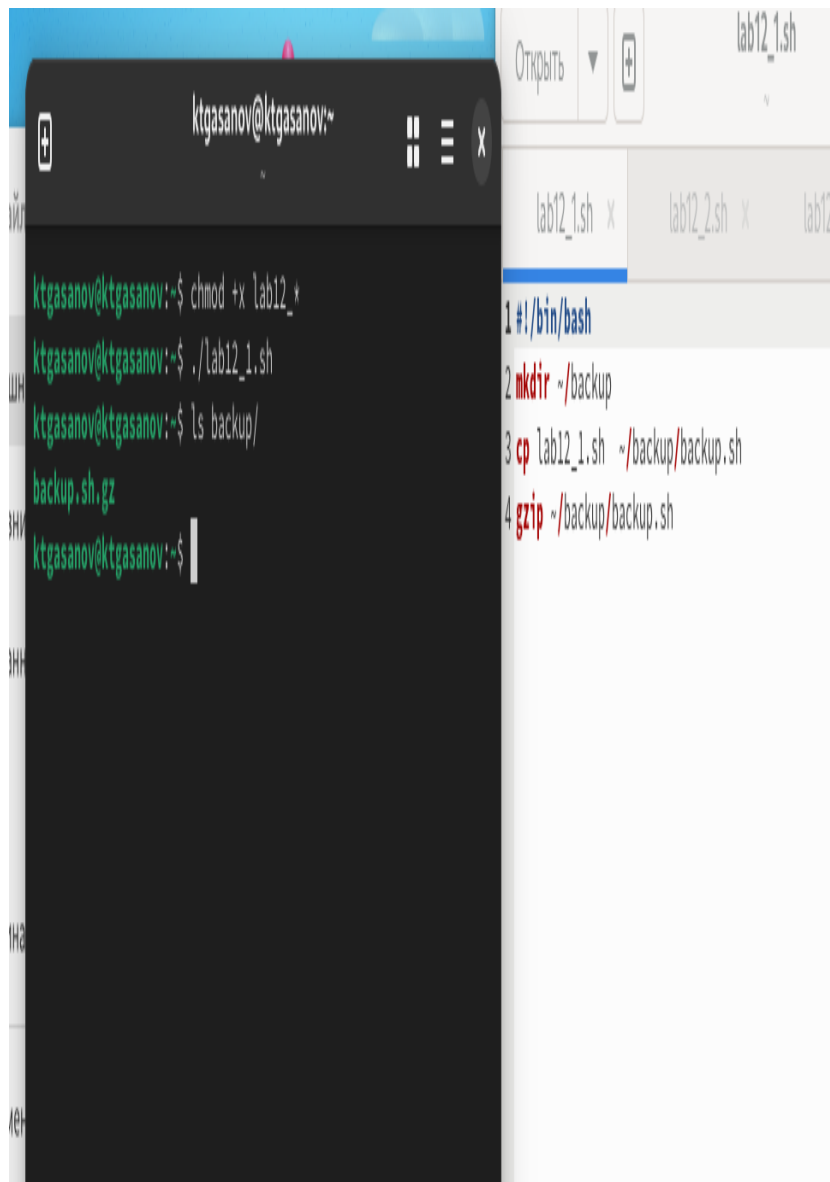 ktgasanov@ktgasanov:~
~
ktgasanov@ktgasanov:~$ chmod +x lab12_*
ktgasanov@ktgasanov:~$ ./lab12_1.sh
ktgasanov@ktgasanov:~$ ls backup/
backup.sh.gz
ktgasanov@ktgasanov:~$
Открыть
lab12_1.sh
~
lab12_1.sh x lab12_2.sh x lab12
1 #!/bin/bash
2 mkdir ~/backup
3 cp lab12_1.sh  ~/backup/backup.sh
4 gzip ~/backup/backup.sh